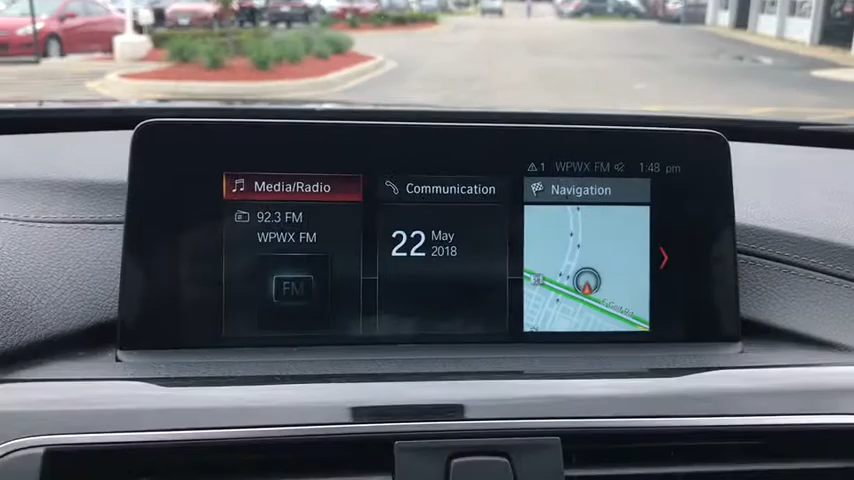 1 WPWX FM 1:48 pm
Media/Radio
Communication
Navigation
92.3 FM
WPWX FM
FM
22 May
2018